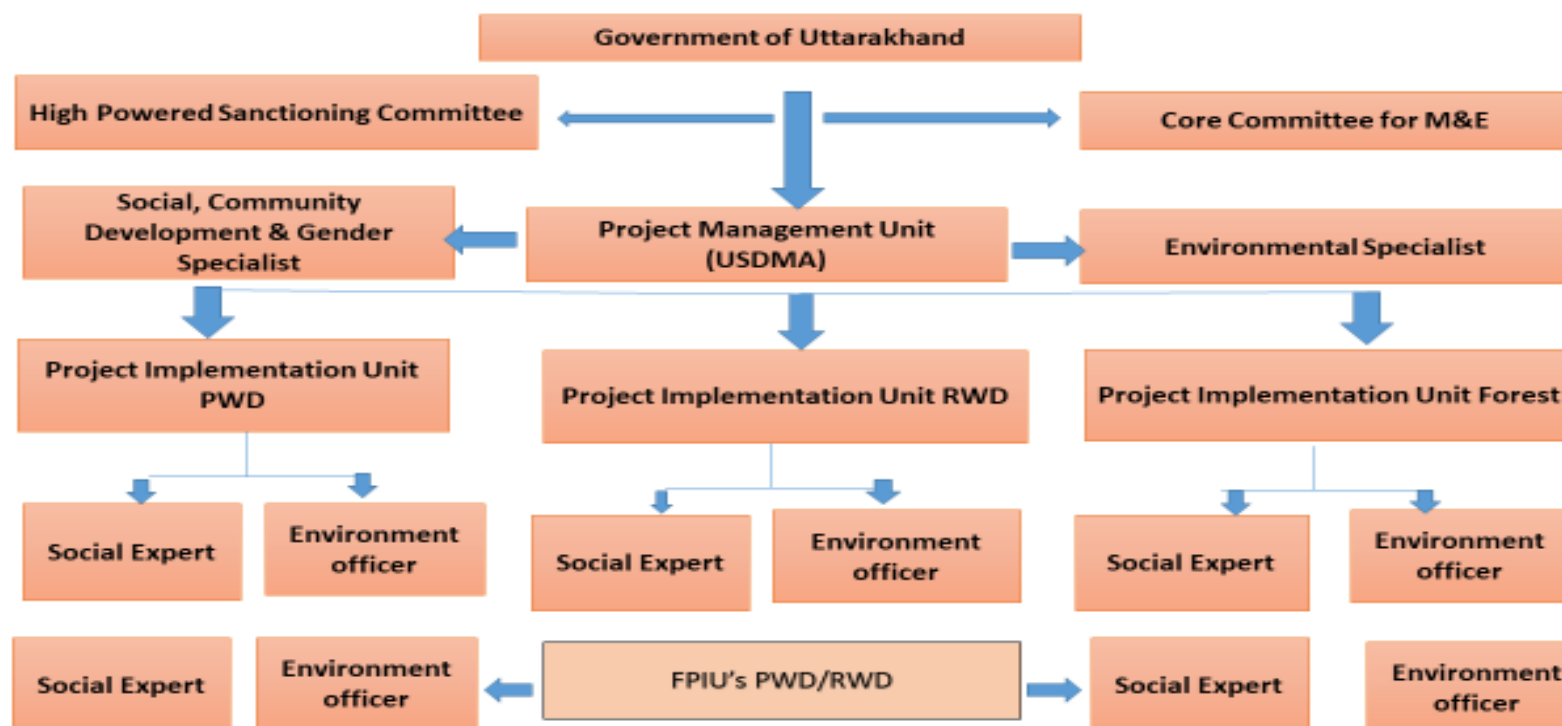 Government of Uttarakhand
High Powered Sanctioning Committee
Core Committee for M&E
Social, Community
Development & Gender
Specialist
Project Management Unit
(USDMA)
Environmental Specialist
Project Implementation Unit
PWD
Project Implementation Unit RWD
Project Implementation Unit Forest
Social Expert
Environment
officer
Social Expert
Environment
officer
Social Expert
Environment
officer
Social Expert
Environment
officer
FPIU's PWD/RWD
Social Expert
Environment
officer